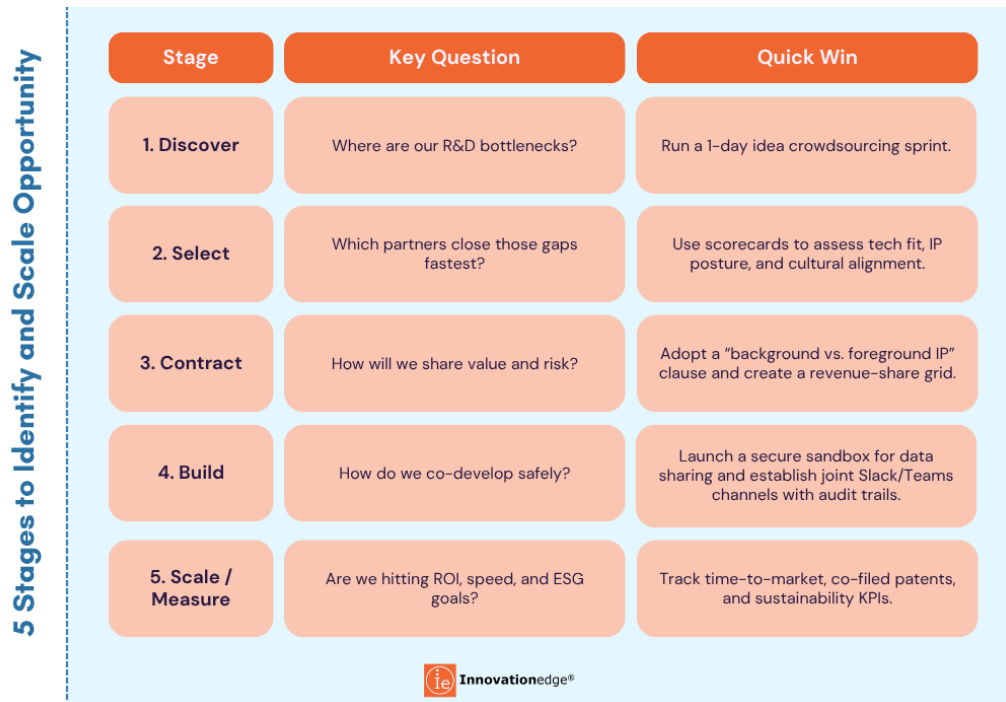 5 Stages to Identify and Scale Opportunity
Stage
Key Question
Quick Win
1. Discover
Where are our R&D bottlenecks?
Run a 1-day idea crowdsourcing sprint.
2. Select
Which partners close those gaps
fastest?
Use scorecards to assess tech fit, IP
posture, and cultural alignment.
3. Contract
How will we share value and risk?
Adopt a “background vs. foreground IP”
clause and create a revenue-share grid.
4. Build
How do we co-develop safely?
Launch a secure sandbox for data
sharing and establish joint Slack/Teams
channels with audit trails.
5. Scale /
Measure
Are we hitting ROI, speed, and ESG
goals?
Track time-to-market, co-filed patents,
and sustainability KPIs.
ie Innovationedge®